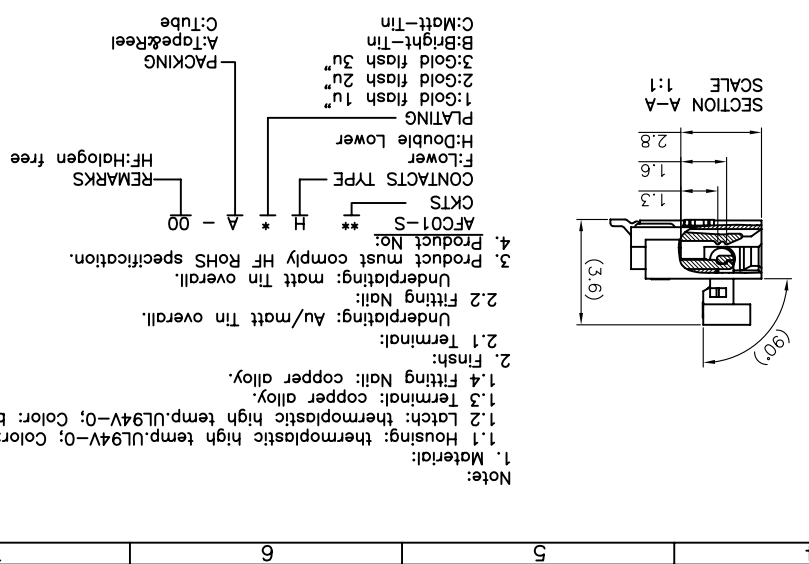 Note:
1. Material:
1.1 Housing: thermoplastic high temp.UL94V-0; Color:
1.2 Latch: thermoplastic high temp.UL94V-0; Color: b
1.3 Terminal: copper alloy.
1.4 Fitting Nail: copper alloy.
2. Finsh:
2.1 Terminal:
Underplating: Au/matt Tin overall.
2.2 Fitting Nail:
Underplating: matt Tin overall.
3. Product must comply HF RoHS specification.
4. Product No:
AFC01-S ** H * A - 00
CKTS
CONTACTS TYPE
F:Lower
H:Double Lower
PLATING
1:Gold flash 1u"
2:Gold flash 2u"
3:Gold flash 3u"
B:Bright-Tin
C:Matt-Tin
REMARKS
HF:Halogen free
PACKING
A:Tape&Reel
C:Tube
(90°)
(3.6)
1.3
1.6
2.8
SECTION A-A
SCALE 1:1
4
5
6